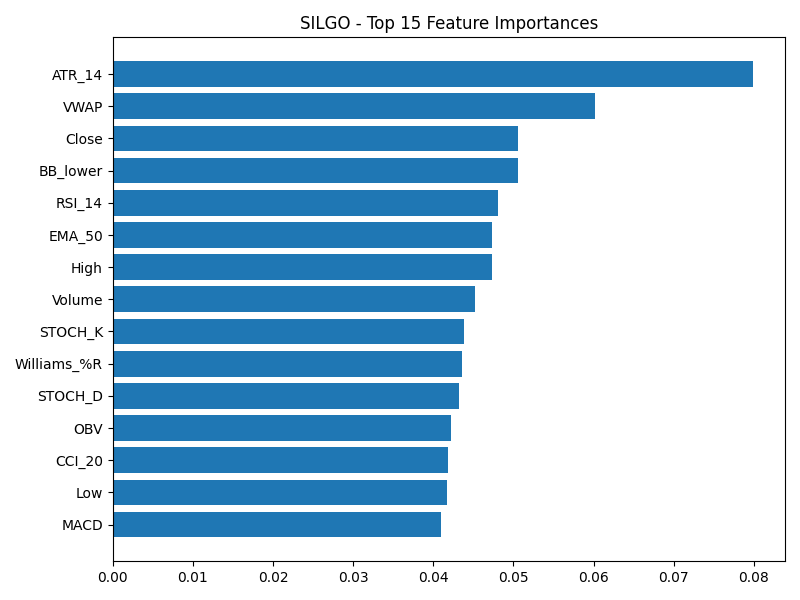 SILGO - Top 15 Feature Importances
ATR_14
VWAP
Close
BB_lower
RSI_14
EMA_50
High
Volume
STOCH_K
Williams_%R
STOCH_D
OBV
CCI_20
Low
MACD
0.00 0.01 0.02 0.03 0.04 0.05 0.06 0.07 0.08